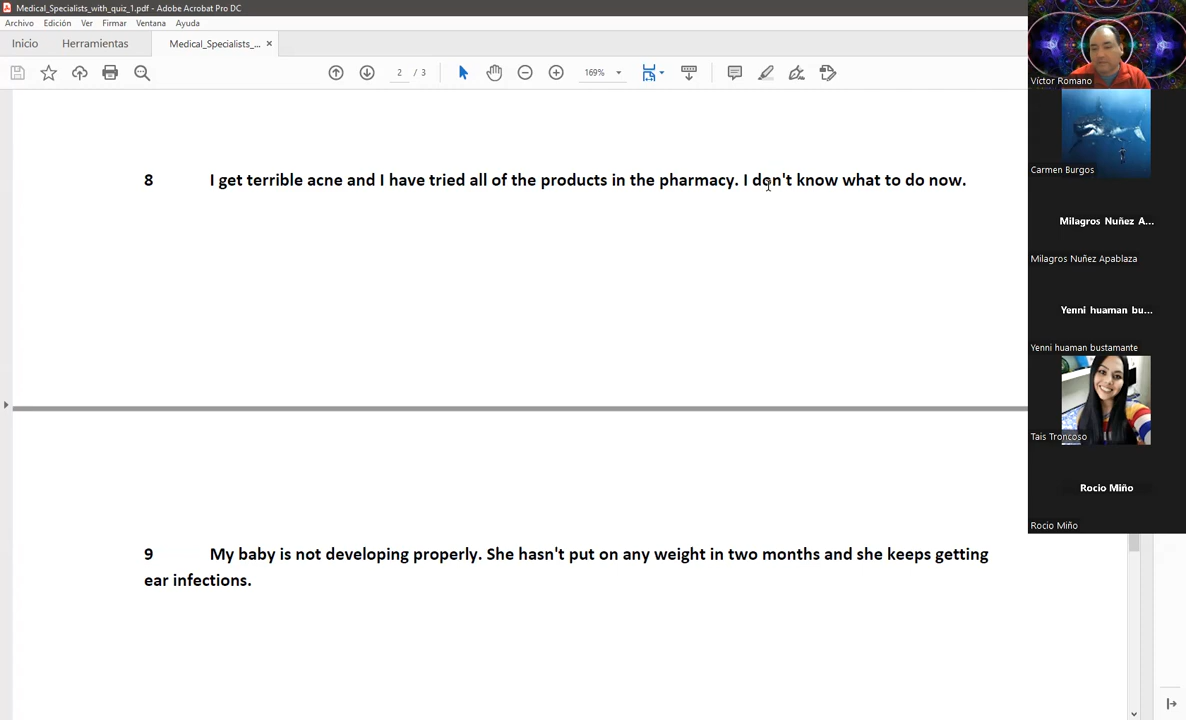 Medical_Specialists_with_quiz_1.pdf - Adobe Acrobat Pro DC
Archivo Edición Ver Firmar Ventana Ayuda
Inicio Herramientas Medical_Specialists_... ×
2 / 3 169%
8 I get terrible acne and I have tried all of the products in the pharmacy. I don't know what to do now.
9 My baby is not developing properly. She hasn't put on any weight in two months and she keeps getting
ear infections.
Víctor Romano
Carmen Burgos
Milagros Nuñez A...
Milagros Nuñez Apablaza
Yenni huaman bu...
Yenni huaman bustamante
Tais Troncoso
Rocio Miño
Rocio Miño